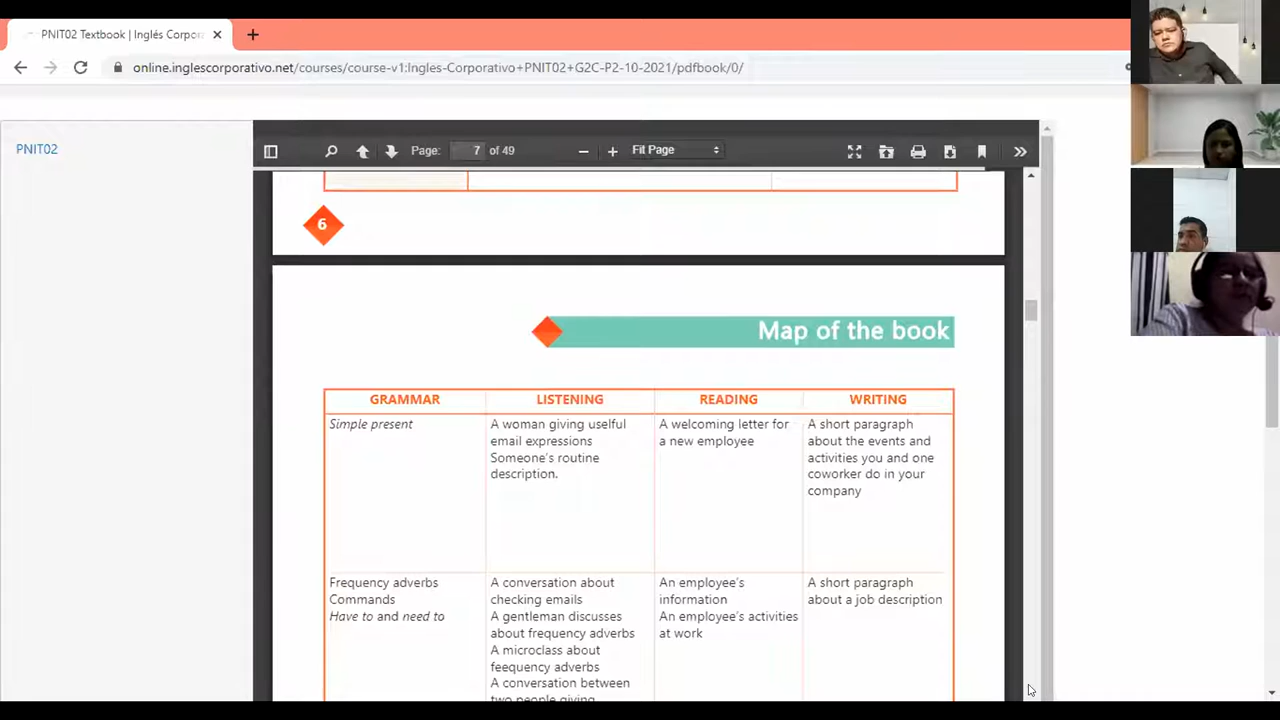 PNIT02 Textbook | Inglés Corpor
online.inglescorporativo.net/courses/course-v1:Ingles-Corporativo+PNIT02+G2C-P2-10-2021/pdfbook/0/
PNIT02
Page: 7 of 49
Fit Page
6
Map of the book
GRAMMAR LISTENING READING WRITING
Simple present
A woman giving useful
email expressions
Someone's routine
description.
A welcoming letter for
a new employee
A short paragraph
about the events and
activities you and one
coworker do in your
company
Frequency adverbs
Commands
Have to and need to
A conversation about
checking emails
A gentleman discusses
about frequency adverbs
A microclass about
feequency adverbs
A conversation between
two people giving
An employee's
information
An employee's activities
at work
A short paragraph
about a job description